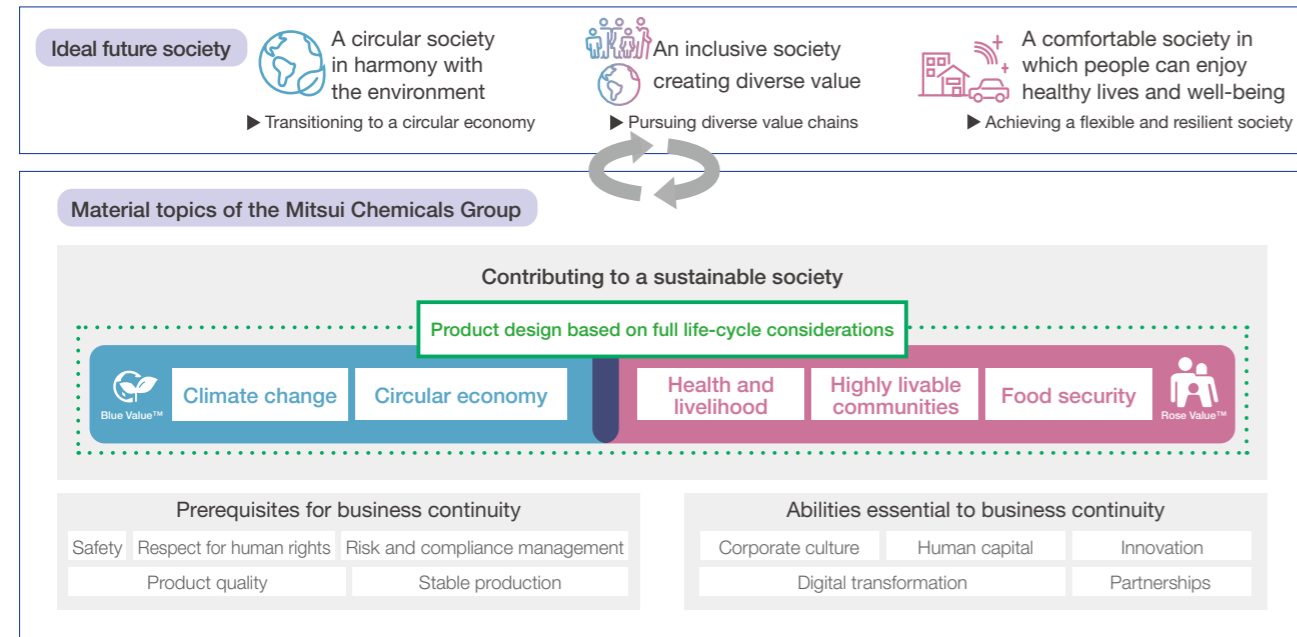 Ideal future society
A circular society
in harmony with
the environment
▶ Transitioning to a circular economy
An inclusive society
creating diverse value
▶ Pursuing diverse value chains
A comfortable society in
which people can enjoy
healthy lives and well-being
▶ Achieving a flexible and resilient society
Material topics of the Mitsui Chemicals Group
Contributing to a sustainable society
Product design based on full life-cycle considerations
Blue Value™
Climate change
Circular economy
Health and
livelihood
Highly livable
communities
Food security
Rose Value™
Prerequisites for business continuity
Safety
Respect for human rights
Risk and compliance management
Product quality
Stable production
Abilities essential to business continuity
Corporate culture
Human capital
Innovation
Digital transformation
Partnerships